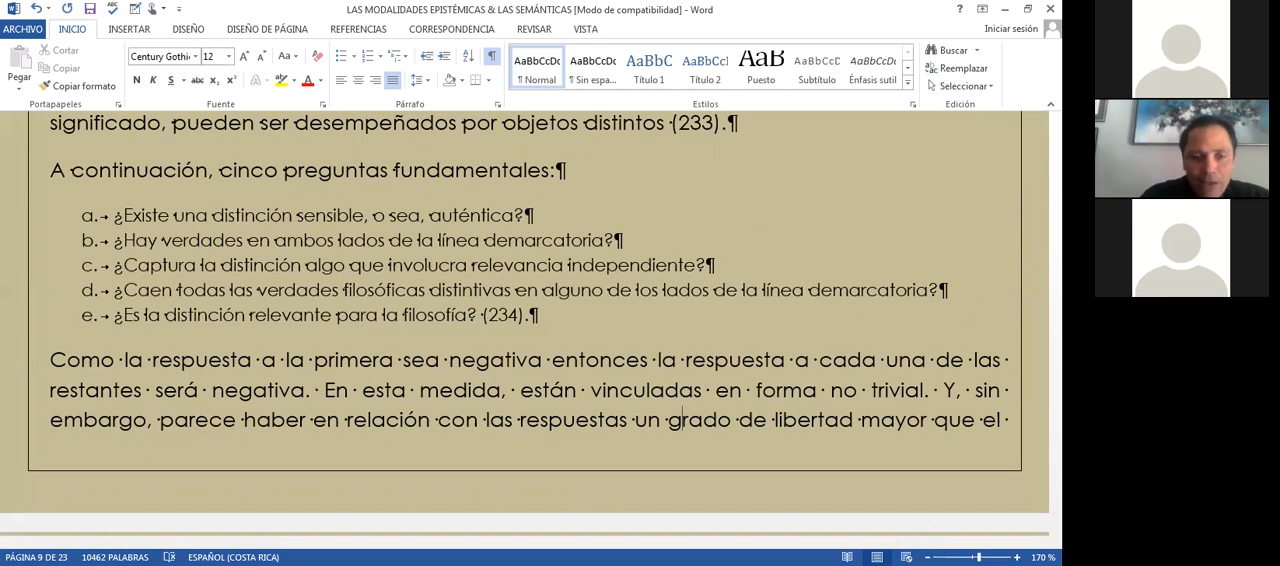 LAS MODALIDADES EPISTÉMICAS & LAS SEMÁNTICAS [Modo de compatibilidad] - Word
ARCHIVO INICIO INSERTAR DISEÑO DE PÁGINA REFERENCIAS CORRESPONDENCIA REVISAR VISTA Iniciar sesión
Pegar
Cortar
Copiar
Copiar formato
Portapapeles
Century Gothi 12
Fuente
Párrafo
AaBbCcDc AaBbCcDc AaBbC AaBbCc AaB AaBbCcD AaBbCcDc
¶ Normal ¶ Sin espa... Título 1 Título 2 Puesto Subtítulo Énfasis sutil
Estilos
Buscar
Reemplazar
Seleccionar
Edición
significado, pueden ser desempeñados por objetos distintos (233).¶
A continuación, cinco preguntas fundamentales:¶
a. ¿Existe una distinción sensible, o sea, auténtica?¶
b. ¿Hay verdades en ambos lados de la línea demarcatoria?¶
c. ¿Captura la distinción algo que involucra relevancia independiente?¶
d. ¿Caen todas las verdades filosóficas distintivas en alguno de los lados de la línea demarcatoria?¶
e. ¿Es la distinción relevante para la filosofía? (234).¶
Como la respuesta a la primera sea negativa entonces la respuesta a cada una de las
restantes será negativa. En esta medida, están vinculadas en forma no trivial. Y, sin
embargo, parece haber en relación con las respuestas un grado de libertad mayor que el
PÁGINA 9 DE 23 10462 PALABRAS ESPAÑOL (COSTA RICA) 170 %